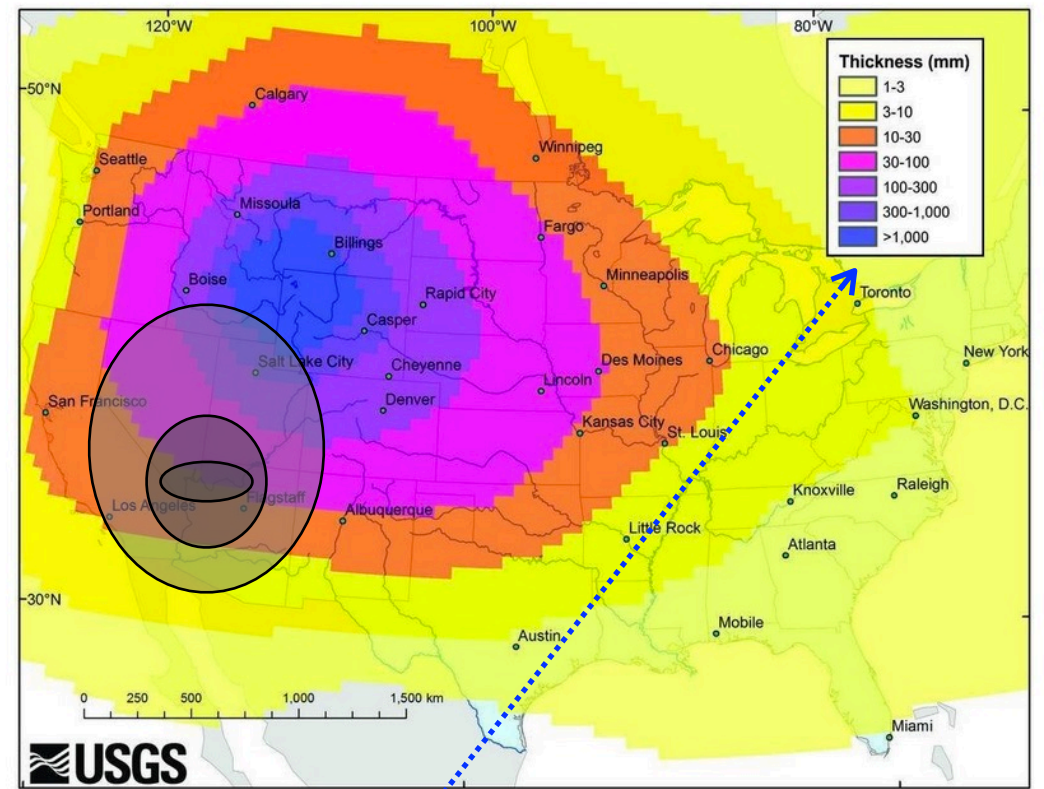 120°W
100°W
80°W
50°N
30°N
Thickness (mm)
1-3
3-10
10-30
30-100
100-300
300-1,000
>1,000
Calgary
Winnipeg
Seattle
Portland
Missoula
Fargo
Billings
Minneapolis
Boise
Rapid City
Toronto
Casper
Salt Lake City
Cheyenne
Des Moines
Chicago
New York
San Francisco
Denver
Lincoln
Washington, D.C.
Kansas City
St. Louis
Los Angeles
Flagstaff
Albuquerque
Knoxville
Raleigh
Little Rock
Atlanta
Austin
Mobile
Miami
0 250 500 1,000 1,500 km
USGS